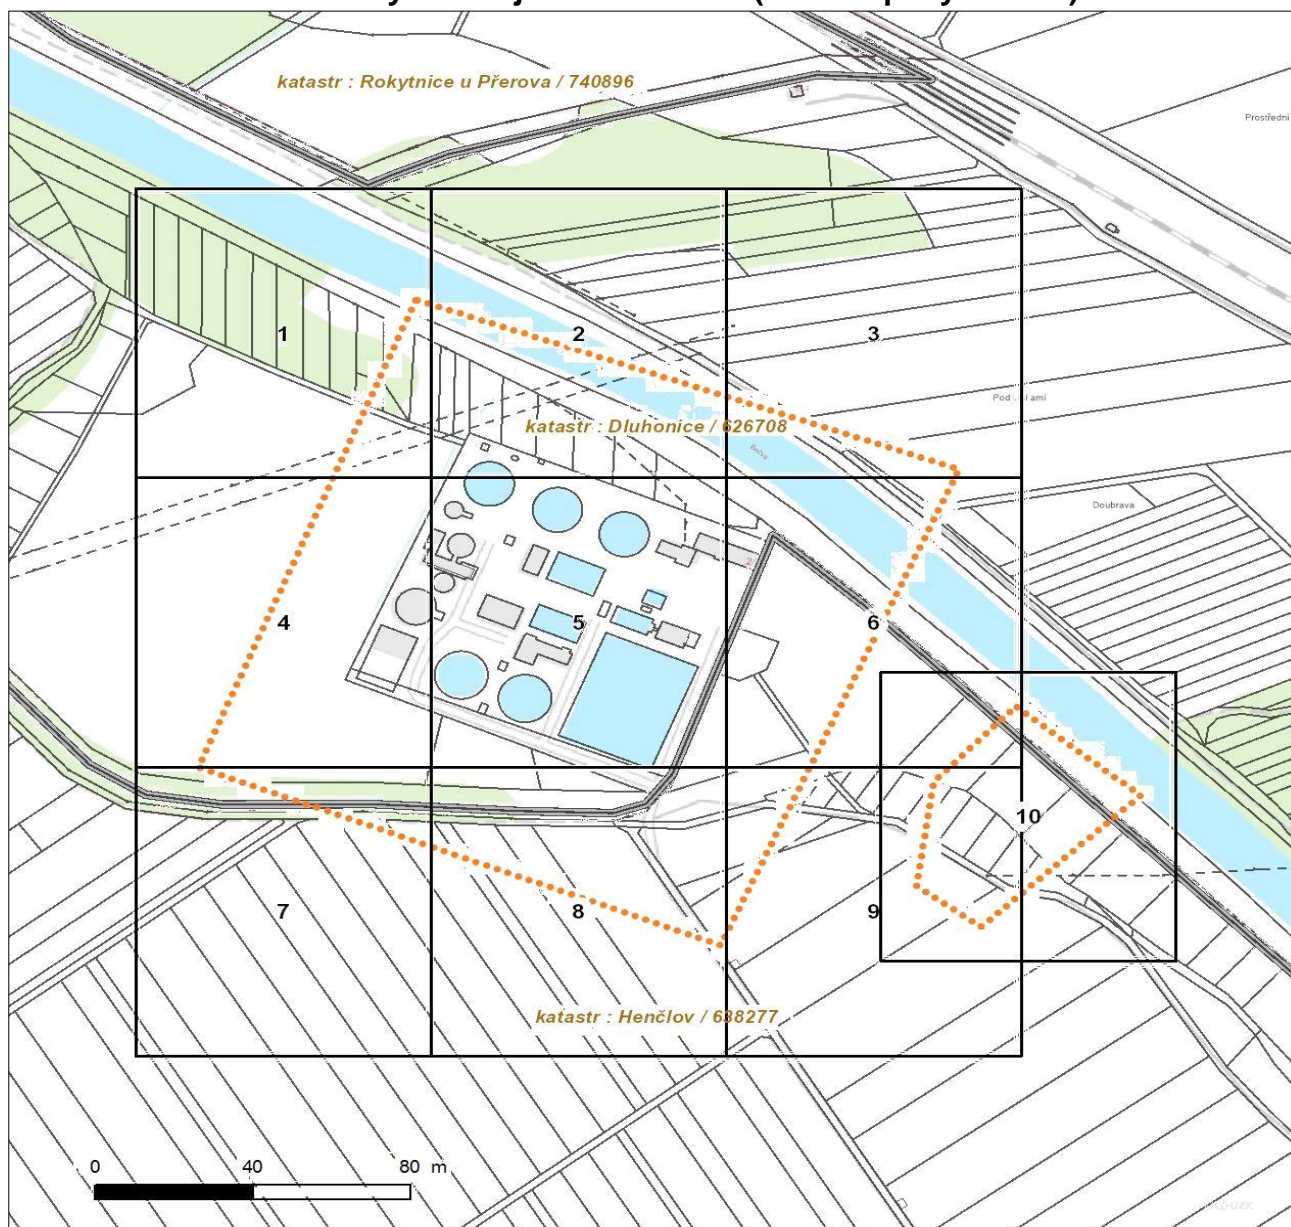 katastr : Rokytnice u Přerova / 740896
Prostřední
1
2
3
katastr : Dluhonice / 626708
Bečva
Doubrava
4
5
6
10
7
8
9
katastr : Henčlov / 638277
0 40 80 m